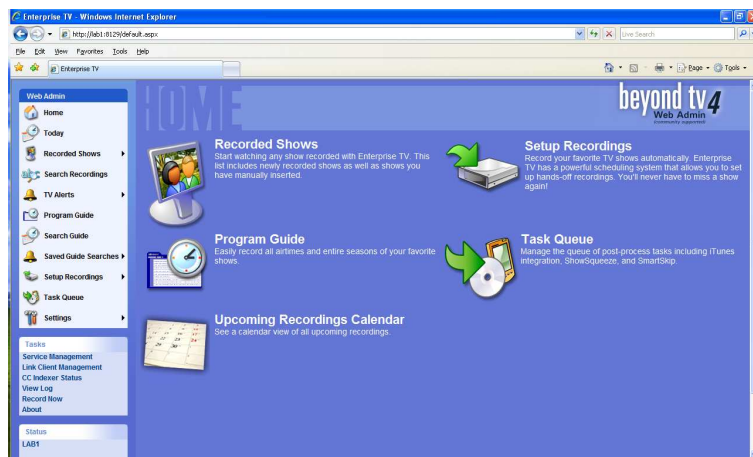 Enterprise TV - Windows Internet Explorer
http://lab1:8129/default.aspx
Live Search
File Edit View Favorites Tools Help
Enterprise TV
Page Tools
Web Admin
Home
Today
Recorded Shows
Search Recordings
TV Alerts
Program Guide
Search Guide
Saved Guide Searches
Setup Recordings
Task Queue
Settings
Tasks
Service Management
Link Client Management
CC Indexer Status
View Log
Record Now
About
Status
LAB1
HOME
beyond tv 4
Web Admin
(community supported)
Recorded Shows
Start watching any show recorded with Enterprise TV. This
list includes newly recorded shows as well as shows you
have manually inserted.
Setup Recordings
Record your favorite TV shows automatically. Enterprise
TV has a powerful scheduling system that allows you to set
up hands-off recordings. You'll never have to miss a show
again!
Program Guide
Easily record all airtimes and entire seasons of your favorite
shows.
Task Queue
Manage the queue of post-process tasks including iTunes
integration, ShowSqueeze, and SmartSkip.
Upcoming Recordings Calendar
See a calendar view of all upcoming recordings.